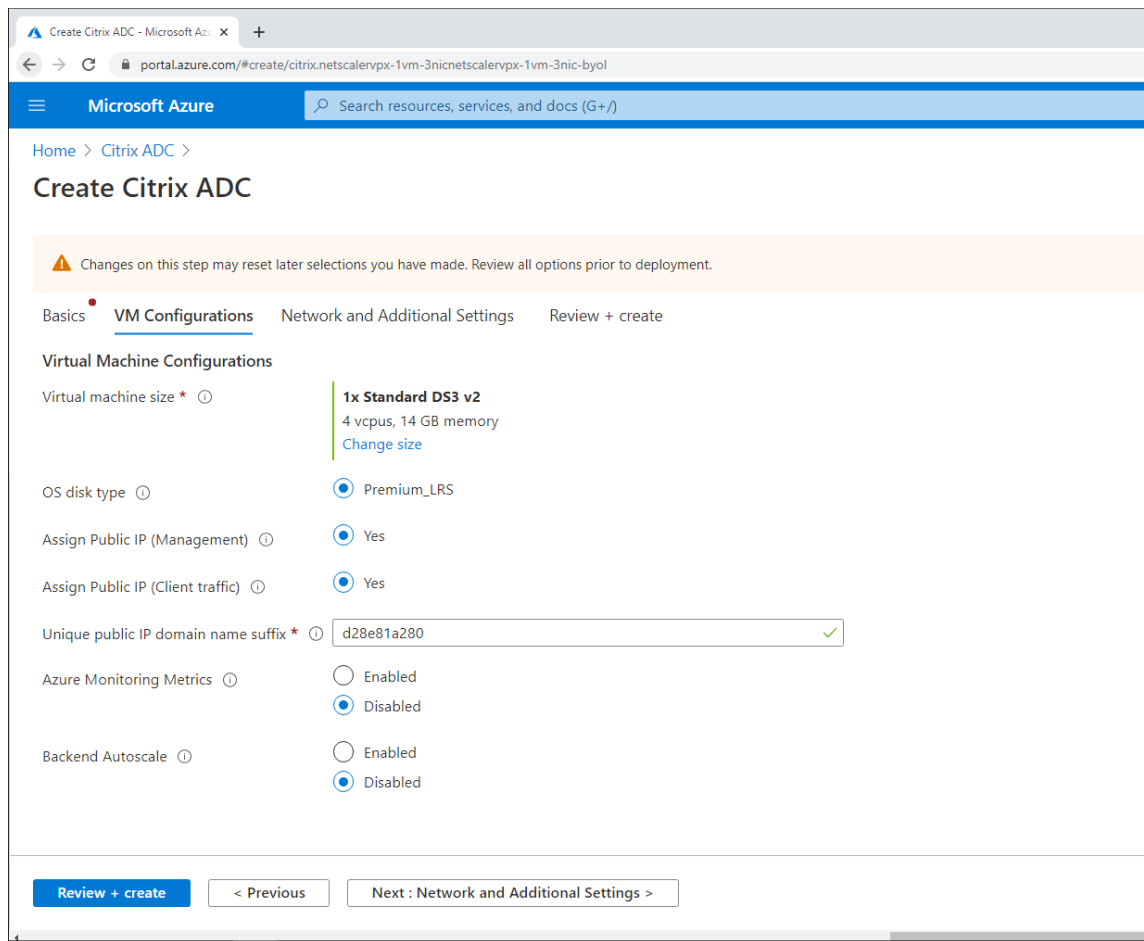 Create Citrix ADC - Microsoft Azu
portal.azure.com/#create/citrix.netscalervpx-1vm-3nicnetscalervpx-1vm-3nic-byol
Microsoft Azure
Search resources, services, and docs (G+/)
Home > Citrix ADC >
Create Citrix ADC
Changes on this step may reset later selections you have made. Review all options prior to deployment.
Basics VM Configurations Network and Additional Settings Review + create
Virtual Machine Configurations
Virtual machine size * 1x Standard DS3 v2
4 vcpus, 14 GB memory
Change size
OS disk type Premium_LRS
Assign Public IP (Management) Yes
Assign Public IP (Client traffic) Yes
Unique public IP domain name suffix * d28e81a280
Azure Monitoring Metrics Enabled
Disabled
Backend Autoscale Enabled
Disabled
Review + create < Previous Next : Network and Additional Settings >